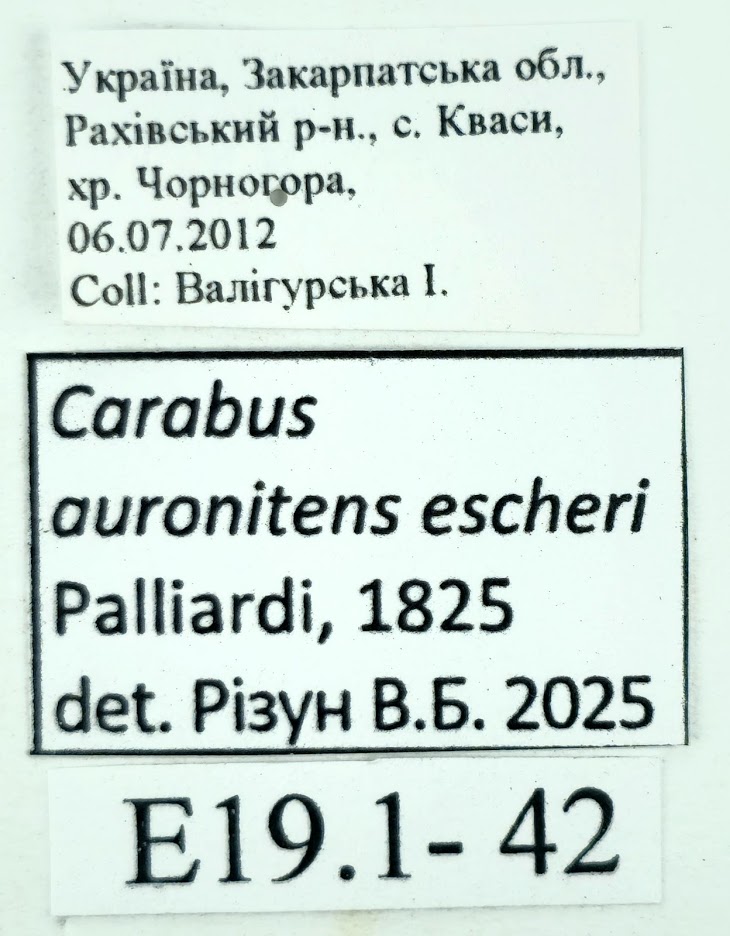 Україна, Закарпатська обл.,
Рахівський р-н., с. Кваси,
хр. Чорногора,
06.07.2012
Coll: Валігурська І.
Carabus
auronitens escheri
Palliardi, 1825
det. Різун В.Б. 2025
E19.1- 42